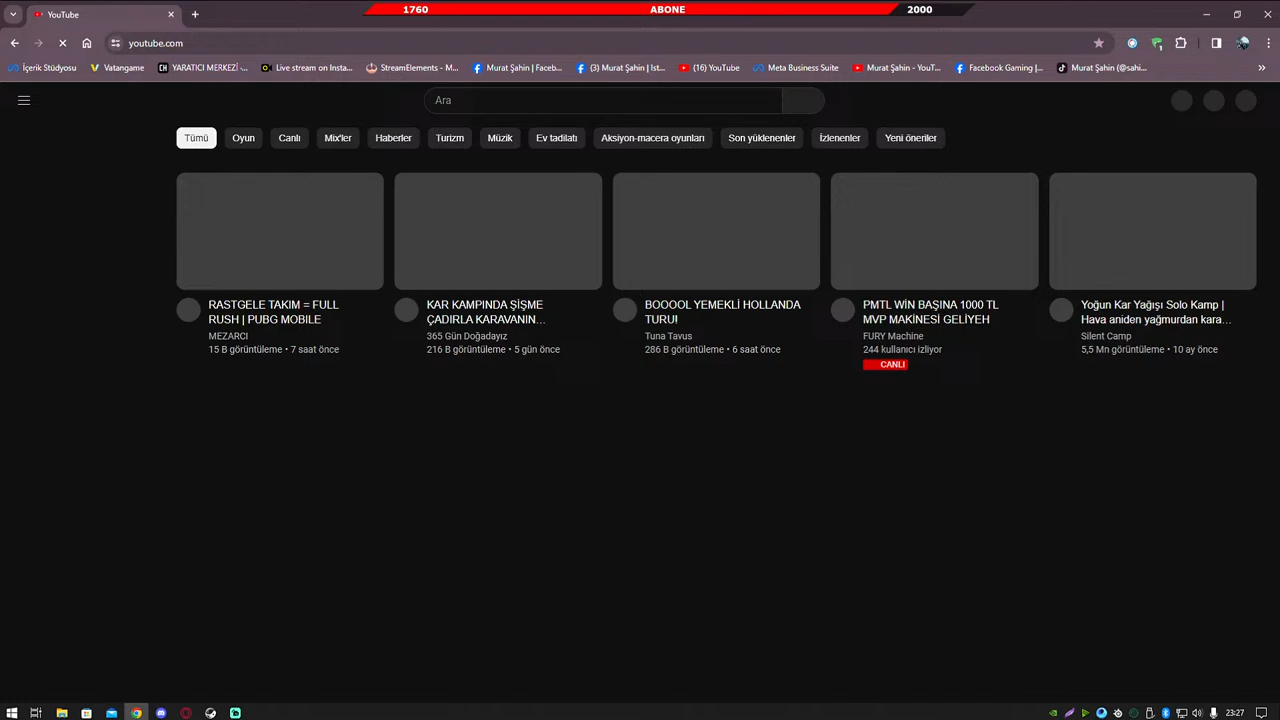 1760 ABONE 2000
YouTube
youtube.com
İçerik Stüdyosu Vatangame YARATICI MERKEZİ -... Live stream on Insta... StreamElements - M... Murat Şahin | Faceb... (3) Murat Şahin | Ist... (16) YouTube Meta Business Suite Murat Şahin - YouT... Facebook Gaming |... Murat Şahin (@sahi...
Ara
Tümü Oyun Canlı Mix'ler Haberler Turizm Müzik Ev tadilatı Aksiyon-macera oyunları Son yüklenenler İzlenenler Yeni öneriler
RASTGELE TAKIM = FULL
RUSH | PUBG MOBILE
MEZARCI
15 B görüntüleme • 7 saat önce
KAR KAMPINDA ŞİŞME
ÇADIRLA KARAVANIN...
365 Gün Doğadayız
216 B görüntüleme • 5 gün önce
BOOOOL YEMEKLİ HOLLANDA
TURU!
Tuna Tavus
286 B görüntüleme • 6 saat önce
PMTL WİN BAŞINA 1000 TL
MVP MAKİNESİ GELİYEH
FURY Machine
244 kullanıcı izliyor
CANLI
Yoğun Kar Yağışı Solo Kamp |
Hava aniden yağmurdan kara...
Silent Camp
5,5 Mn görüntüleme • 10 ay önce
23:27